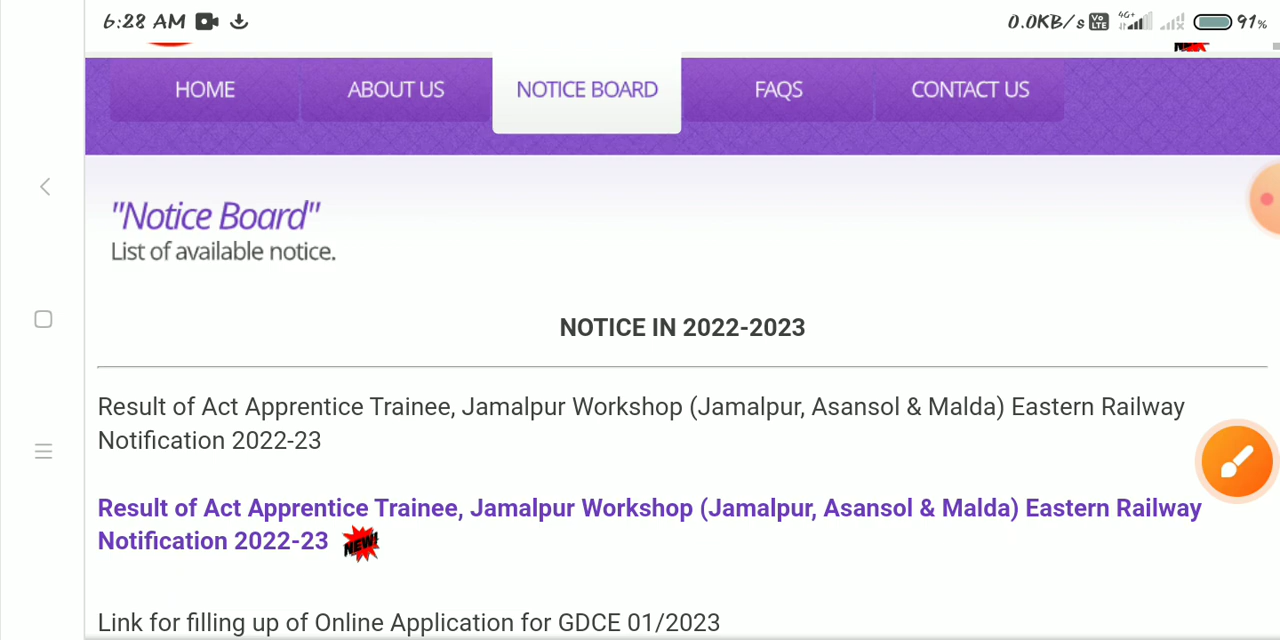 6:28 AM
0.0KB/s Vo LTE 4G+ 91%
HOME ABOUT US NOTICE BOARD FAQS CONTACT US
"Notice Board"
List of available notice.
NOTICE IN 2022-2023
Result of Act Apprentice Trainee, Jamalpur Workshop (Jamalpur, Asansol & Malda) Eastern Railway
Notification 2022-23
Result of Act Apprentice Trainee, Jamalpur Workshop (Jamalpur, Asansol & Malda) Eastern Railway
Notification 2022-23 NEW!
Link for filling up of Online Application for GDCE 01/2023